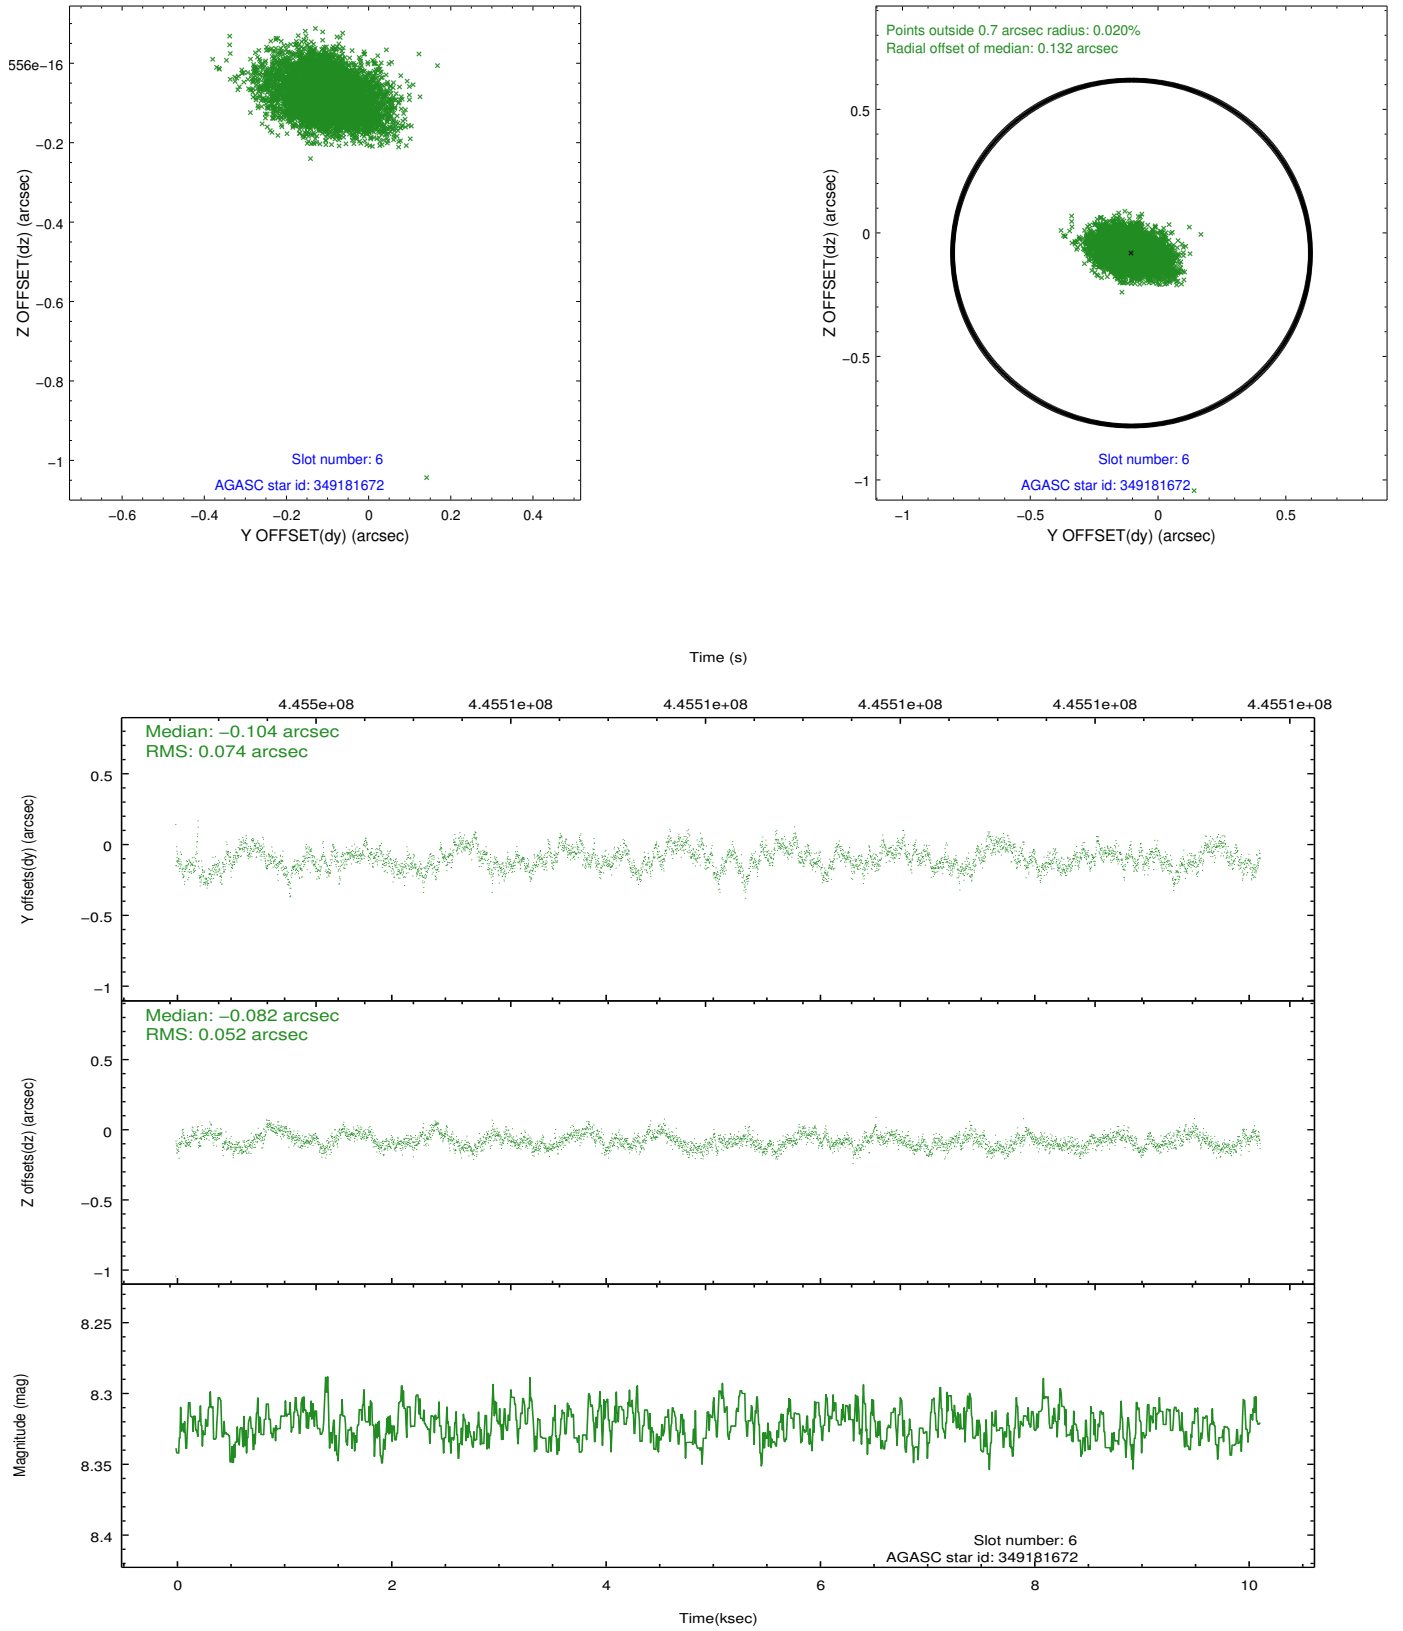 556e−16
−0.2
−0.4
−0.6
−0.8
−1
Z OFFSET(dz) (arcsec)
Slot number: 6
AGASC star id: 349181672
−0.6 −0.4 −0.2 0 0.2 0.4
Y OFFSET(dy) (arcsec)
Points outside 0.7 arcsec radius: 0.020%
Radial offset of median: 0.132 arcsec
0.5
0
−0.5
−1
Z OFFSET(dz) (arcsec)
Slot number: 6
AGASC star id: 349181672
−1 −0.5 0 0.5
Y OFFSET(dy) (arcsec)
Time (s)
4.455e+08 4.4551e+08 4.4551e+08 4.4551e+08 4.4551e+08 4.4551e+08
Median: −0.104 arcsec
RMS: 0.074 arcsec
0.5
0
−0.5
−1
Y offsets(dy) (arcsec)
Median: −0.082 arcsec
RMS: 0.052 arcsec
0.5
0
−0.5
−1
Z offsets(dz) (arcsec)
8.25
8.3
8.35
8.4
Magnitude (mag)
Slot number: 6
AGASC star id: 349181672
0 2 4 6 8 10
Time(ksec)